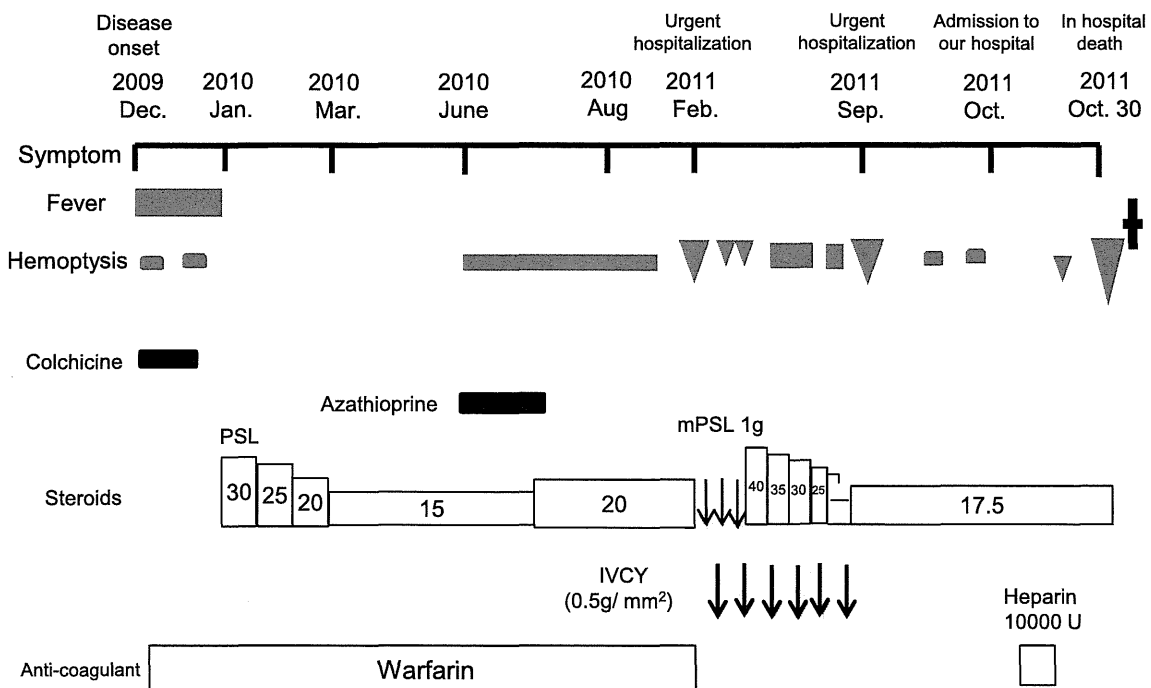 Disease
onset
Urgent
hospitalization
Urgent
hospitalization
Admission to
our hospital
In hospital
death
2009
Dec.
2010
Jan.
2010
Mar.
2010
June
2010
Aug
2011
Feb.
2011
Sep.
2011
Oct.
2011
Oct. 30
Symptom
Fever
Hemoptysis
Colchicine
Azathioprine
mPSL 1g
PSL
Steroids
30
25
20
15
20
40
35
30
25
17.5
IVCY
(0.5g/ mm²)
Heparin
10000 U
Anti-coagulant
Warfarin